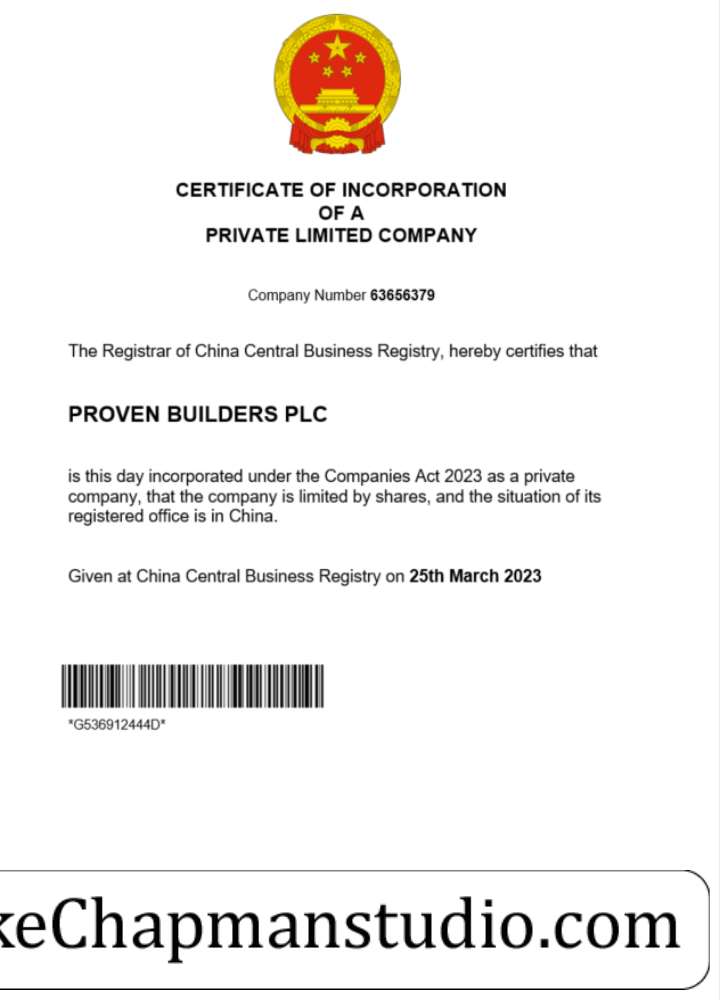 CERTIFICATE OF INCORPORATION
OF A
PRIVATE LIMITED COMPANY
Company Number 63656379
The Registrar of China Central Business Registry, hereby certifies that
PROVEN BUILDERS PLC
is this day incorporated under the Companies Act 2023 as a private
company, that the company is limited by shares, and the situation of its
registered office is in China.
Given at China Central Business Registry on 25th March 2023
*G536912444D*
keChapmanstudio.com